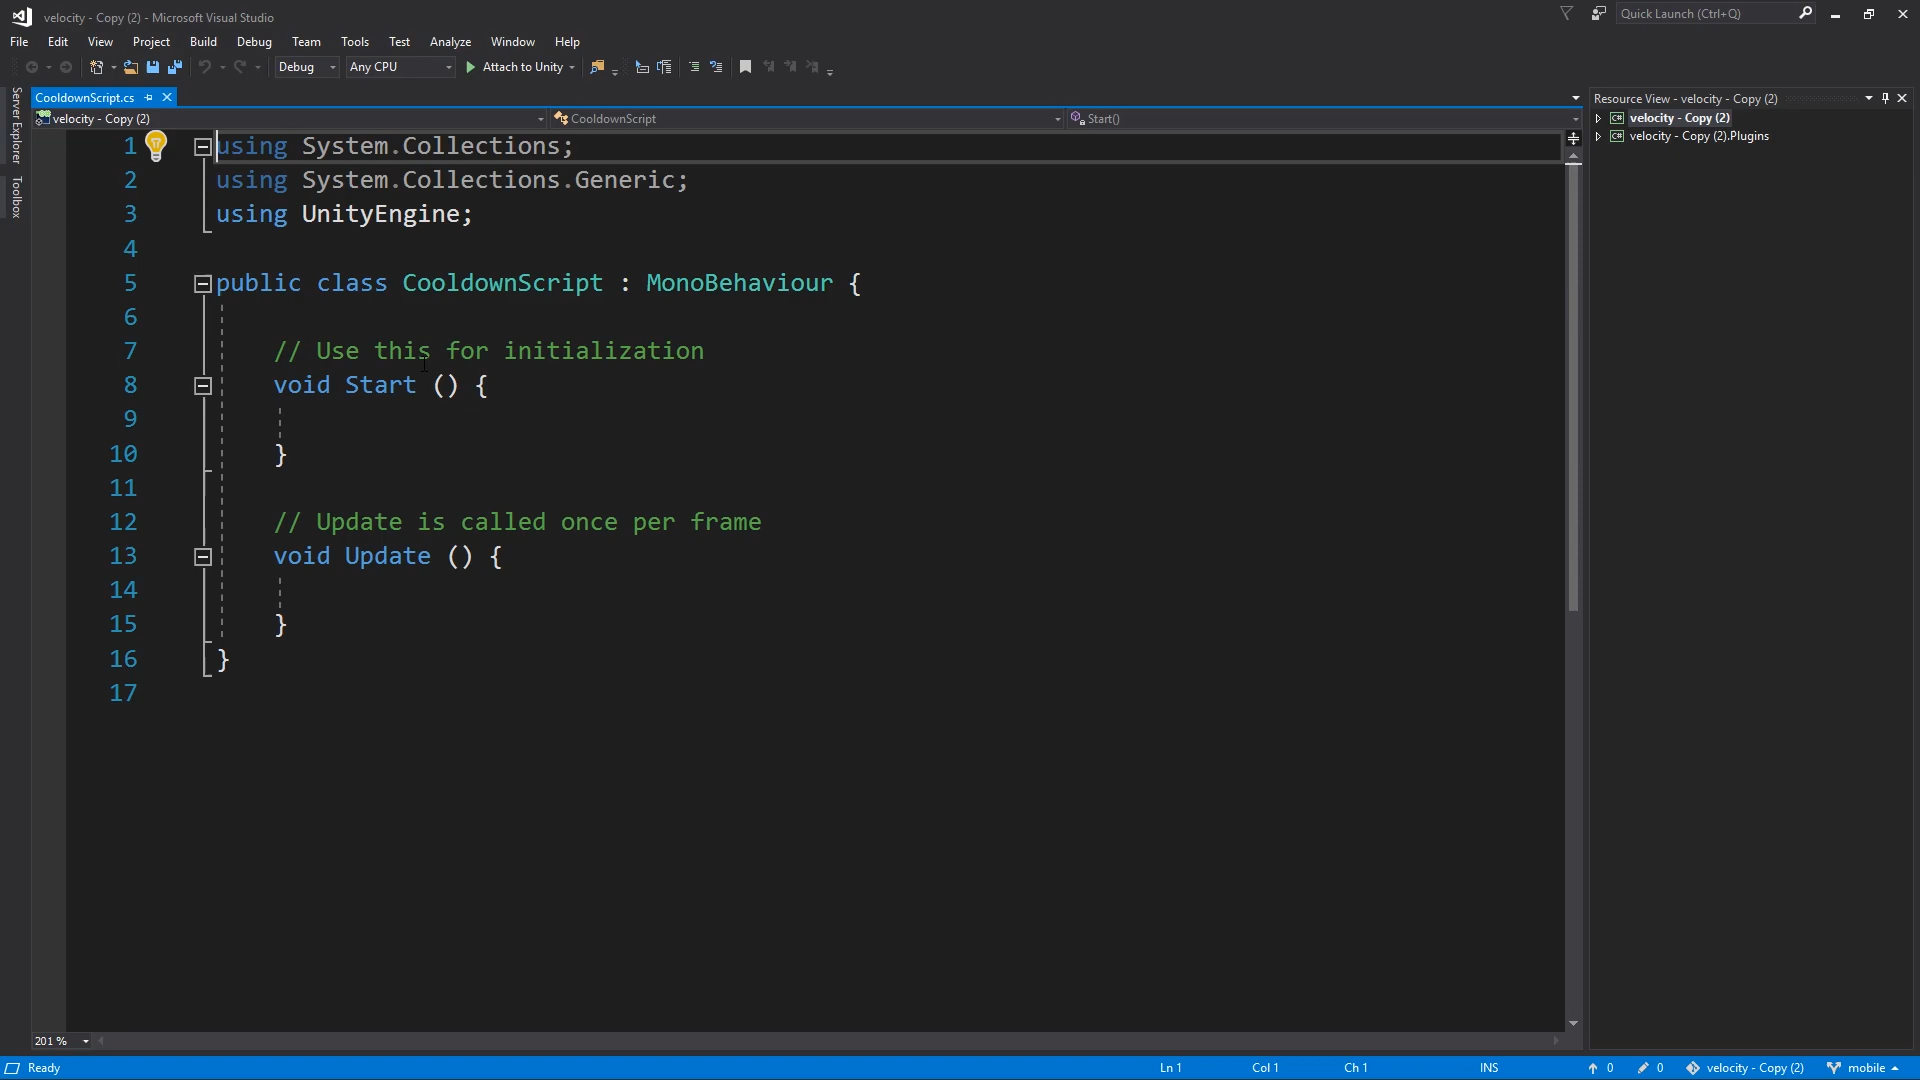 velocity - Copy (2) - Microsoft Visual Studio
Quick Launch (Ctrl+Q)
File Edit View Project Build Debug Team Tools Test Analyze Window Help
Debug Any CPU Attach to Unity
Server Explorer
Toolbox
CooldownScript.cs
velocity - Copy (2) CooldownScript Start()
1 using System.Collections;
2 using System.Collections.Generic;
3 using UnityEngine;
4
5 public class CooldownScript : MonoBehaviour {
6
7 // Use this for initialization
8 void Start () {
9
10 }
11
12 // Update is called once per frame
13 void Update () {
14
15 }
16 }
17
201 %
Resource View - velocity - Copy (2)
C# velocity - Copy (2)
C# velocity - Copy (2).Plugins
Ready Ln 1 Col 1 Ch 1 INS 0 0 velocity - Copy (2) mobile